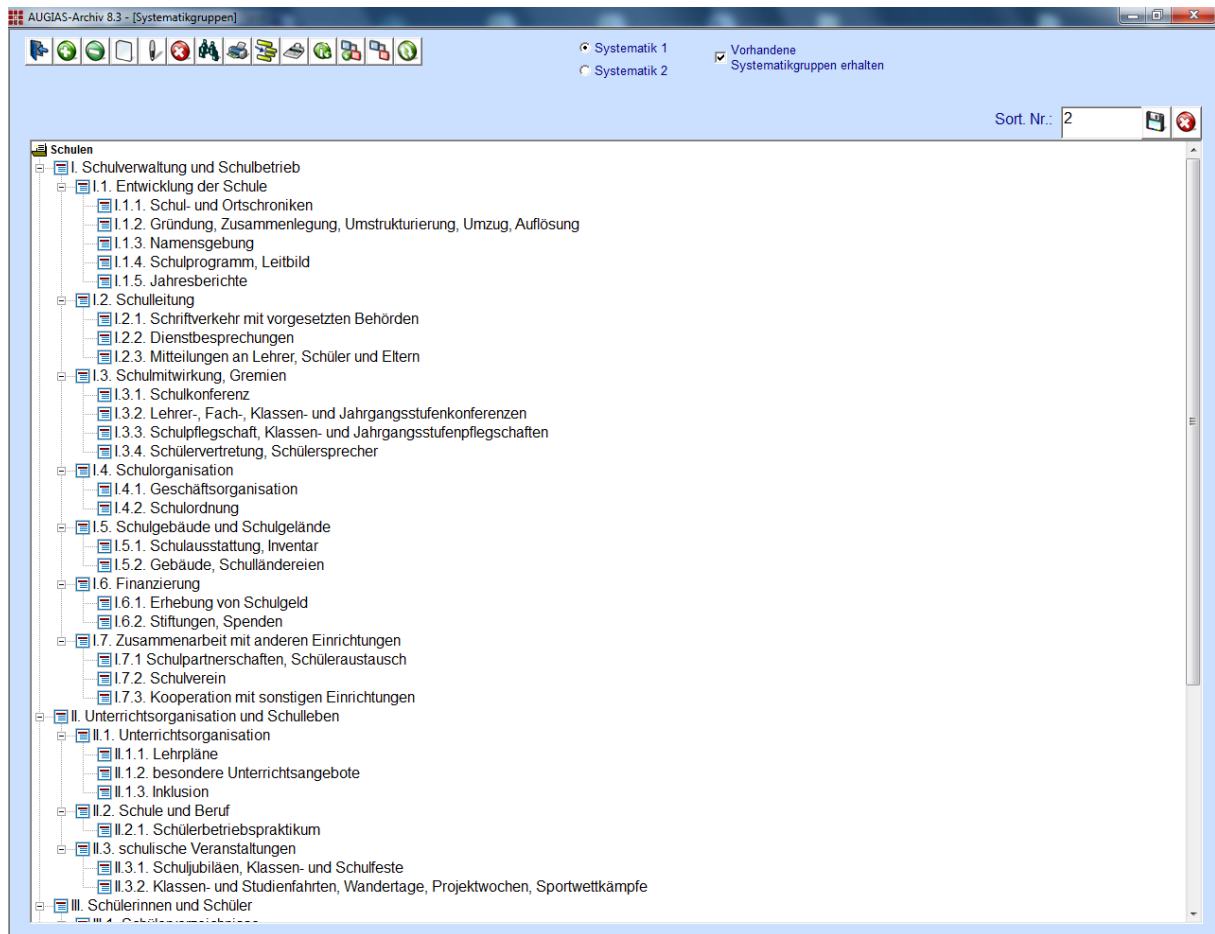 AUGIAS-Archiv 8.3 - [Systematikgruppen]
Systematik 1
Systematik 2
Vorhandene
Systematikgruppen erhalten
Sort. Nr.: 2
Schulen
I. Schulverwaltung und Schulbetrieb
I.1. Entwicklung der Schule
I.1.1. Schul- und Ortschroniken
I.1.2. Gründung, Zusammenlegung, Umstrukturierung, Umzug, Auflösung
I.1.3. Namensgebung
I.1.4. Schulprogramm, Leitbild
I.1.5. Jahresberichte
I.2. Schulleitung
I.2.1. Schriftverkehr mit vorgesetzten Behörden
I.2.2. Dienstbesprechungen
I.2.3. Mitteilungen an Lehrer, Schüler und Eltern
I.3. Schulmitwirkung, Gremien
I.3.1. Schulkonferenz
I.3.2. Lehrer-, Fach-, Klassen- und Jahrgangsstufenkonferenzen
I.3.3. Schulpflegschaft, Klassen- und Jahrgangsstufenpflegschaften
I.3.4. Schülervertretung, Schülersprecher
I.4. Schulorganisation
I.4.1. Geschäftsorganisation
I.4.2. Schulordnung
I.5. Schulgebäude und Schulgelände
I.5.1. Schulausstattung, Inventar
I.5.2. Gebäude, Schulländereien
I.6. Finanzierung
I.6.1. Erhebung von Schulgeld
I.6.2. Stiftungen, Spenden
I.7. Zusammenarbeit mit anderen Einrichtungen
I.7.1 Schulpartnerschaften, Schüleraustausch
I.7.2. Schulverein
I.7.3. Kooperation mit sonstigen Einrichtungen
II. Unterrichtsorganisation und Schulleben
II.1. Unterrichtsorganisation
II.1.1. Lehrpläne
II.1.2. besondere Unterrichtsangebote
II.1.3. Inklusion
II.2. Schule und Beruf
II.2.1. Schülerbetriebspraktikum
II.3. schulische Veranstaltungen
II.3.1. Schuljubiläen, Klassen- und Schulfeste
II.3.2. Klassen- und Studienfahrten, Wandertage, Projektwochen, Sportwettkämpfe
III. Schülerinnen und Schüler
III.1. Schülerverzeichnisse